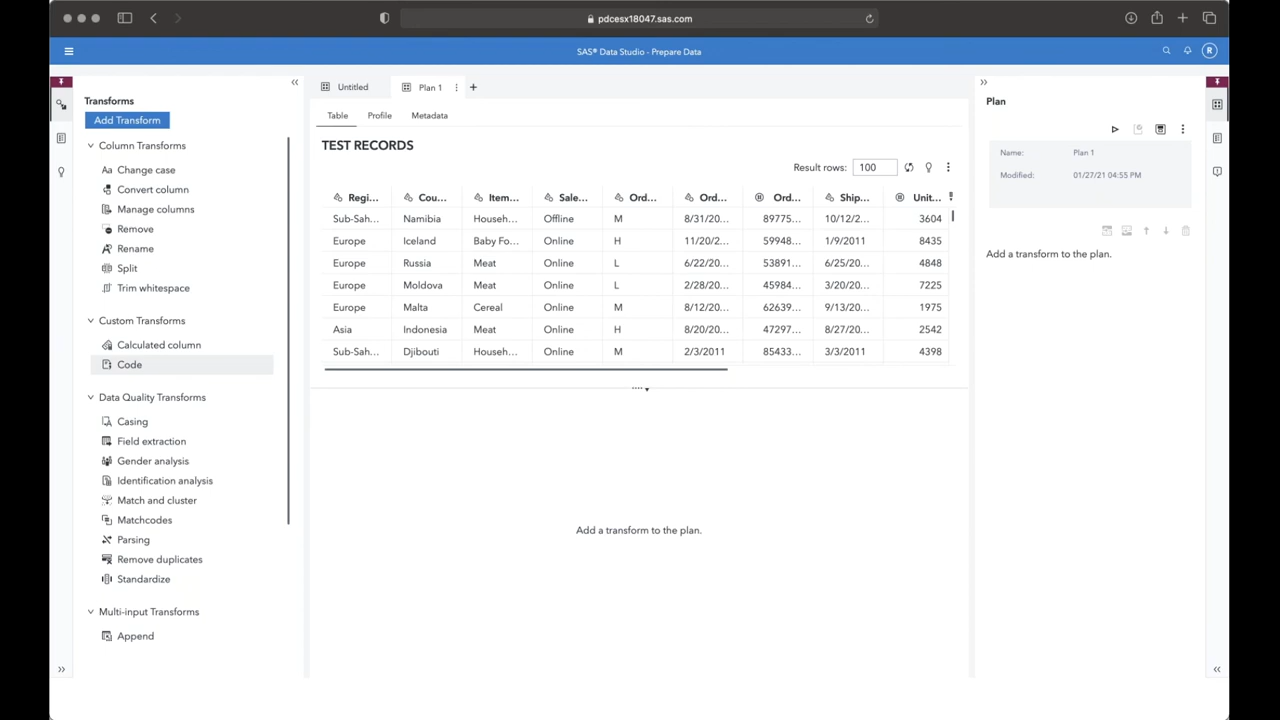 pdcesx18047.sas.com
SAS® Data Studio - Prepare Data
R
Transforms
Add Transform
Column Transforms
Aa Change case
Convert column
Manage columns
Remove
Rename
Split
Trim whitespace
Custom Transforms
Calculated column
Code
Data Quality Transforms
Casing
Field extraction
Gender analysis
Identification analysis
Match and cluster
Matchcodes
Parsing
Remove duplicates
Standardize
Multi-input Transforms
Append
Untitled Plan 1
Table Profile Metadata
TEST RECORDS
Result rows: 100
Regi... Cou... Item... Sale... Ord... Ord... Ord... Ship... Unit...
Sub-Sah... Namibia Househ... Offline M 8/31/20... 89775... 10/12/2... 3604
Europe Iceland Baby Fo... Online H 11/20/2... 59948... 1/9/2011 8435
Europe Russia Meat Online L 6/22/20... 53891... 6/25/20... 4848
Europe Moldova Meat Online L 2/28/20... 45984... 3/20/20... 7225
Europe Malta Cereal Online M 8/12/20... 62639... 9/13/20... 1975
Asia Indonesia Meat Online H 8/20/20... 47297... 8/27/20... 2542
Sub-Sah... Djibouti Househ... Online M 2/3/2011 85433... 3/3/2011 4398
Add a transform to the plan.
Plan
Name: Plan 1
Modified: 01/27/21 04:55 PM
Add a transform to the plan.